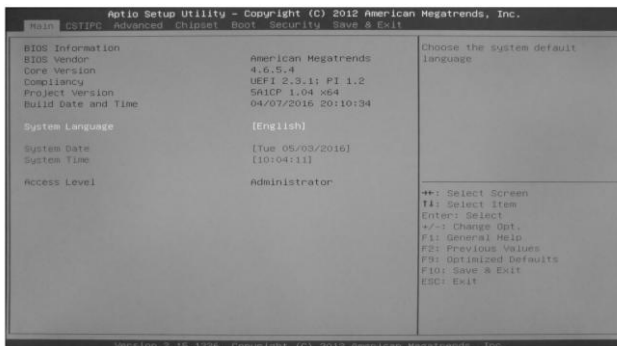 Aptio Setup Utility - Copyright (C) 2012 American Megatrends, Inc.
Main CSTIPC Advanced Chipset Boot Security Save & Exit
BIOS Information
BIOS Vendor American Megatrends
Core Version 4.6.5.4
Compliancy UEFI 2.3.1; PI 1.2
Project Version 5A1CP 1.04 x64
Build Date and Time 04/07/2016 20:10:34
System Language [English]
System Date [Tue 05/03/2016]
System Time [10:04:11]
Access Level Administrator
Choose the system default
language
→←: Select Screen
↑↓: Select Item
Enter: Select
+/-: Change Opt.
F1: General Help
F2: Previous Values
F9: Optimized Defaults
F10: Save & Exit
ESC: Exit
Version 2.15.1236. Copyright (C) 2012 American Megatrends, Inc.